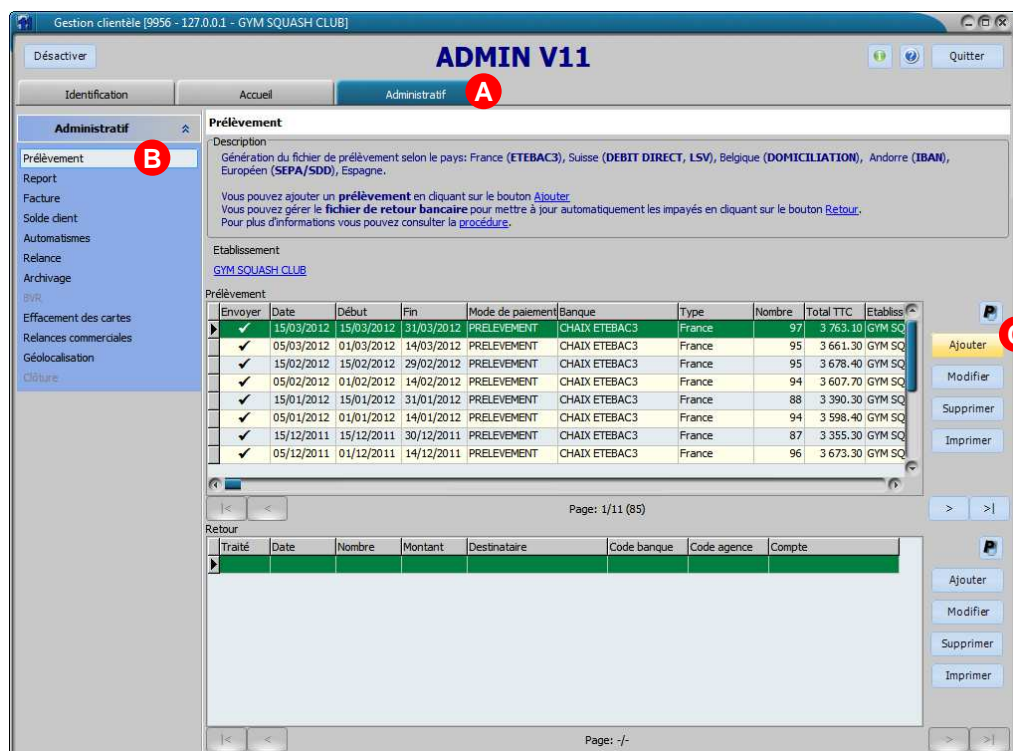 Gestion clientèle [9956 - 127.0.0.1 - GYM SQUASH CLUB]
Désactiver
ADMIN V11
Quitter
Identification
Accueil
Administratif
A
Administratif
Prélèvement
B
Report
Facture
Solde client
Automatismes
Relance
Archivage
BVR
Effacement des cartes
Relances commerciales
Géolocalisation
Clôture
Prélèvement
Description
Génération du fichier de prélèvement selon le pays: France (ETEBAC3), Suisse (DEBIT DIRECT, LSV), Belgique (DOMICILIATION), Andorre (IBAN),
Européen (SEPA/SDD), Espagne.
Vous pouvez ajouter un prélèvement en cliquant sur le bouton Ajouter
Vous pouvez gérer le fichier de retour bancaire pour mettre à jour automatiquement les impayés en cliquant sur le bouton Retour.
Pour plus d'informations vous pouvez consulter la procédure.
Etablissement
GYM SQUASH CLUB
Prélèvement
Envoyer Date Début Fin Mode de paiement Banque Type Nombre Total TTC Etabliss
✔ 15/03/2012 15/03/2012 31/03/2012 PRELEVEMENT CHAIX ETEBAC3 France 97 3 763.10 GYM SQ
✔ 05/03/2012 01/03/2012 14/03/2012 PRELEVEMENT CHAIX ETEBAC3 France 95 3 661.30 GYM SQ
✔ 15/02/2012 15/02/2012 29/02/2012 PRELEVEMENT CHAIX ETEBAC3 France 95 3 678.40 GYM SQ
✔ 05/02/2012 01/02/2012 14/02/2012 PRELEVEMENT CHAIX ETEBAC3 France 94 3 607.70 GYM SQ
✔ 15/01/2012 15/01/2012 31/01/2012 PRELEVEMENT CHAIX ETEBAC3 France 88 3 390.30 GYM SQ
✔ 05/01/2012 01/01/2012 14/01/2012 PRELEVEMENT CHAIX ETEBAC3 France 94 3 598.40 GYM SQ
✔ 15/12/2011 15/12/2011 30/12/2011 PRELEVEMENT CHAIX ETEBAC3 France 87 3 355.30 GYM SQ
✔ 05/12/2011 01/12/2011 14/12/2011 PRELEVEMENT CHAIX ETEBAC3 France 96 3 673.30 GYM SQ
P
Ajouter
Modifier
Supprimer
Imprimer
|< < Page: 1/11 (85) > >|
Retour
Traité Date Nombre Montant Destinataire Code banque Code agence Compte
P
Ajouter
Modifier
Supprimer
Imprimer
|< < Page: -/- > >|